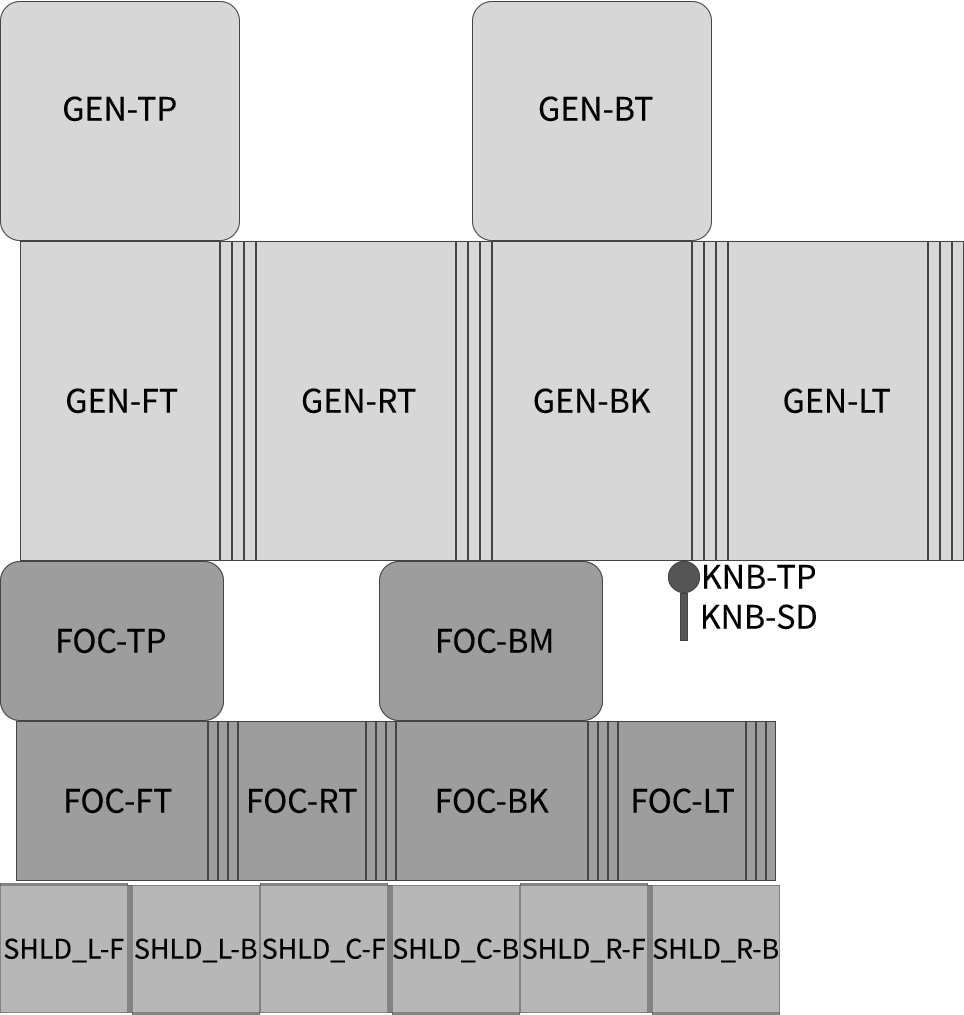 GEN-TP
GEN-BT
GEN-FT
GEN-RT
GEN-BK
GEN-LT
KNB-TP
KNB-SD
FOC-TP
FOC-BM
FOC-FT
FOC-RT
FOC-BK
FOC-LT
SHLD_L-F
SHLD_L-B
SHLD_C-F
SHLD_C-B
SHLD_R-F
SHLD_R-B